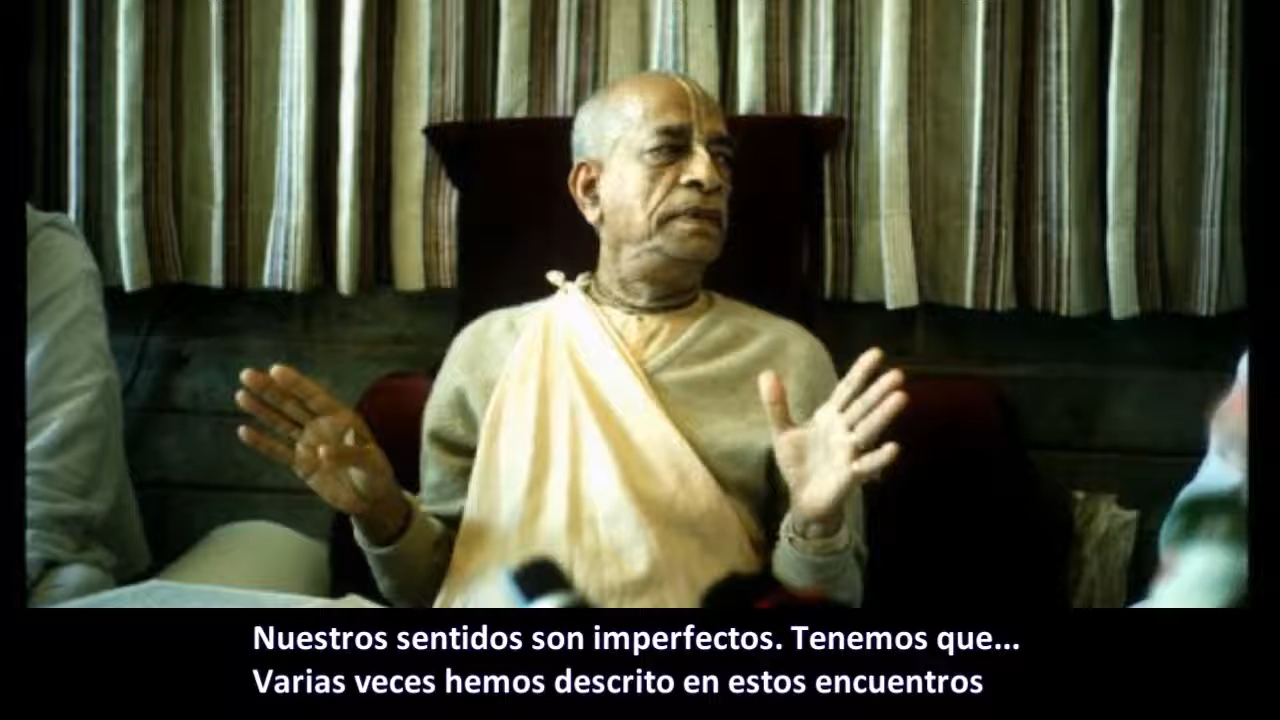 Nuestros sentidos son imperfectos. Tenemos que...
Varias veces hemos descrito en estos encuentros